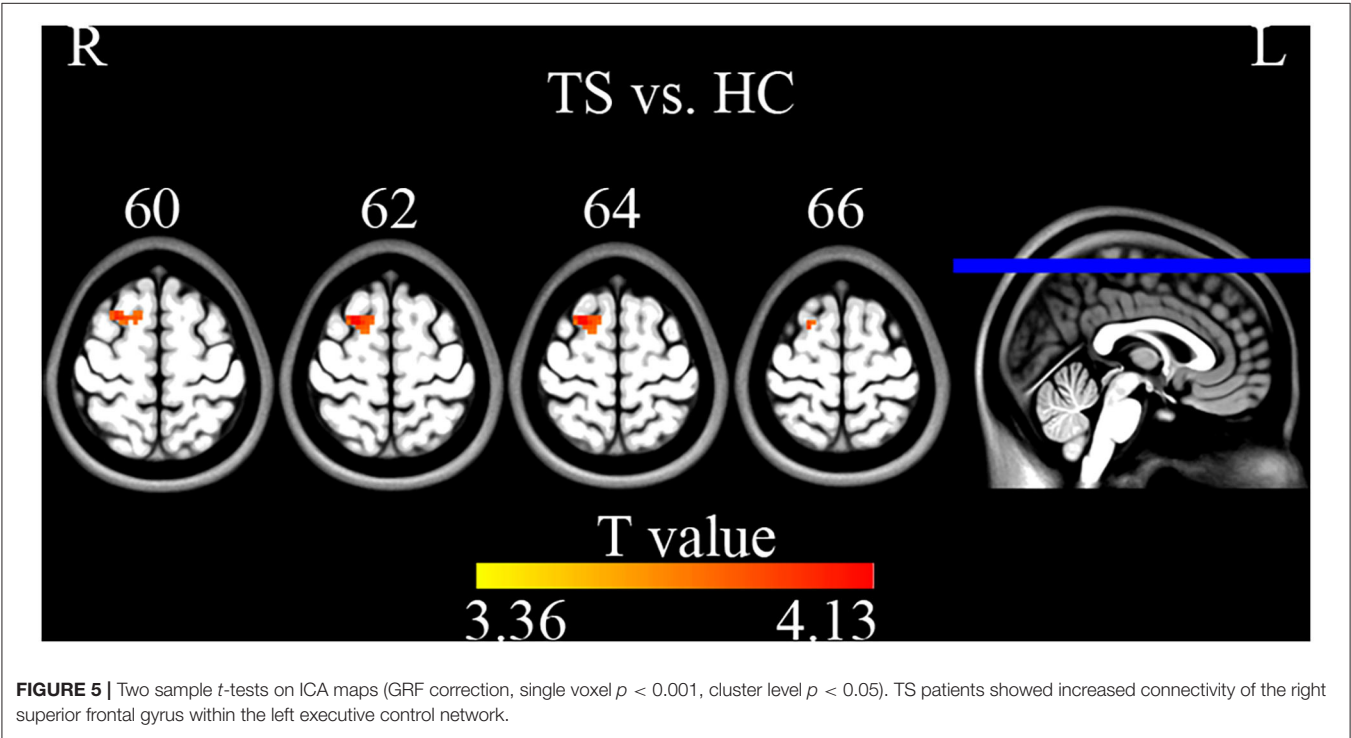 R L
TS vs. HC
60 62 64 66
T value
3.36 4.13
FIGURE 5 | Two sample t-tests on ICA maps (GRF correction, single voxel p < 0.001, cluster level p < 0.05). TS patients showed increased connectivity of the right
superior frontal gyrus within the left executive control network.